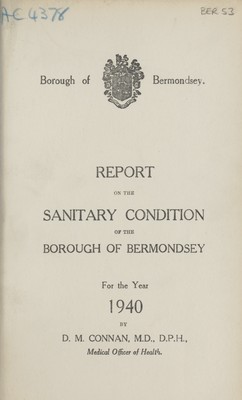 AC 4378
BER 53
Borough of Bermondsey.
REPORT
ON THE
SANITARY CONDITION
OF THE
BOROUGH OF BERMONDSEY
For the Year
1940
BY
D. M. CONNAN, M.D., D.P.H.,
Medical Officer of Health.